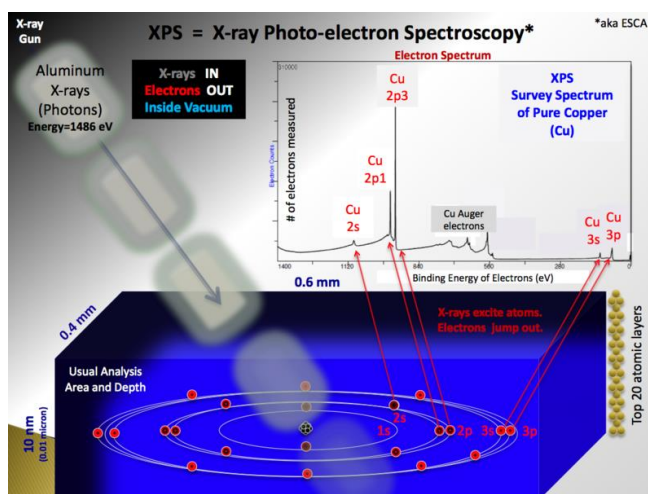 X-ray
Gun
XPS = X-ray Photo-electron Spectroscopy*
*aka ESCA
Aluminum
X-rays
(Photons)
Energy=1486 eV
X-rays IN
Electrons OUT
Inside Vacuum
Electron Spectrum
Cu
2p3
XPS
Survey Spectrum
of Pure Copper
(Cu)
# of electrons measured
Electron Counts
Cu
2p1
Cu
2s
Cu Auger
electrons
Cu
3s
Cu
3p
1400 1120 840 560 280 0
Binding Energy of Electrons (eV)
0.6 mm
0.4 mm
X-rays excite atoms.
Electrons jump out.
Usual Analysis
Area and Depth
10 nm
(0.01 micron)
1s
2s
2p
3s
3p
Top 20 atomic layers